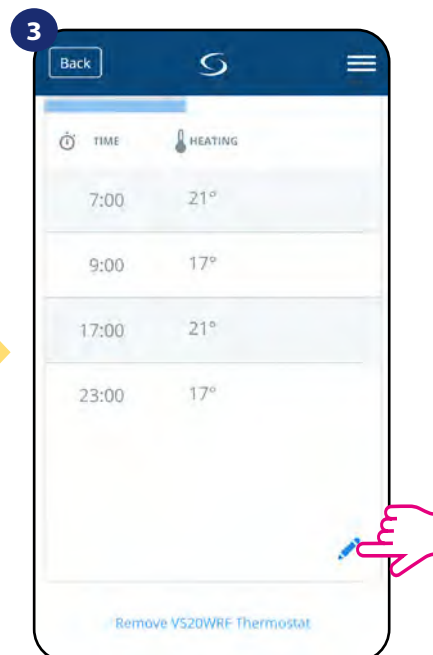 3
Back
TIME HEATING
7:00 21°
9:00 17°
17:00 21°
23:00 17°
Remove VS20WRF Thermostat